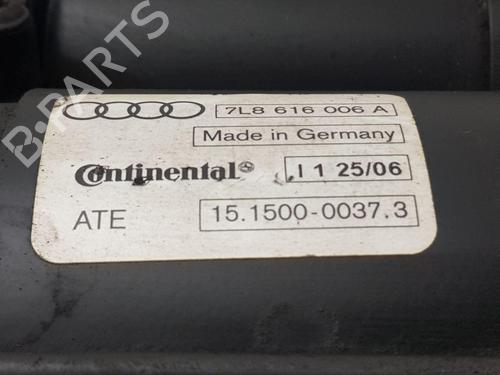 B-PARTS
7L8 616 006 A
Made in Germany
Continental® I 1 25/06
ATE 15.1500-0037.3